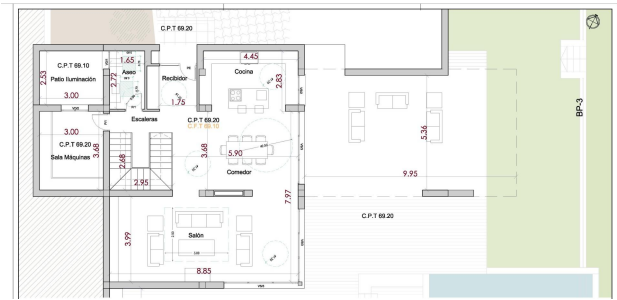 C.P.T 69.20
4.45
C.P.T 69.10
1.65
Patio Iluminación
Aseo
Recibidor
Cocina
2.53
2.72
2.83
3.00
1.75
BP-3
Escaleras
C.P.T 69.20
C.F.T 69.10
5.36
3.00
C.P.T 69.20
3.68
Sala Máquinas
2.68
3.68
5.90
Comedor
9.95
2.95
7.97
C.P.T 69.20
3.99
Salón
8.85